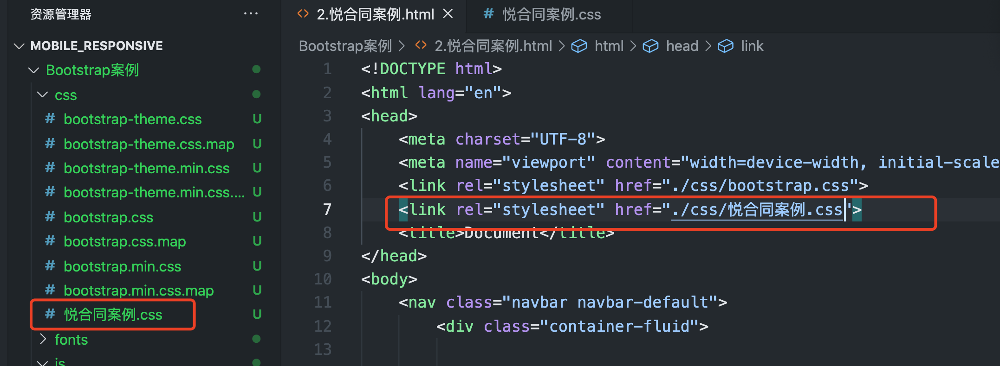 资源管理器 ···
MOBILE_RESPONSIVE
Bootstrap案例
css
# bootstrap-theme.css U
# bootstrap-theme.css.map U
# bootstrap-theme.min.css U
# bootstrap-theme.min.css.... U
# bootstrap.css U
# bootstrap.css.map U
# bootstrap.min.css U
# bootstrap.min.css.map U
# 悦合同案例.css U
fonts
js
<> 2.悦合同案例.html × # 悦合同案例.css
Bootstrap案例 > <> 2.悦合同案例.html > html > head > link
1 <!DOCTYPE html>
2 <html lang="en">
3 <head>
4 <meta charset="UTF-8">
5 <meta name="viewport" content="width=device-width, initial-scale
6 <link rel="stylesheet" href="./css/bootstrap.css">
7 <link rel="stylesheet" href="./css/悦合同案例.css">
8 <title>Document</title>
9 </head>
10 <body>
11 <nav class="navbar navbar-default">
12 <div class="container-fluid">
13